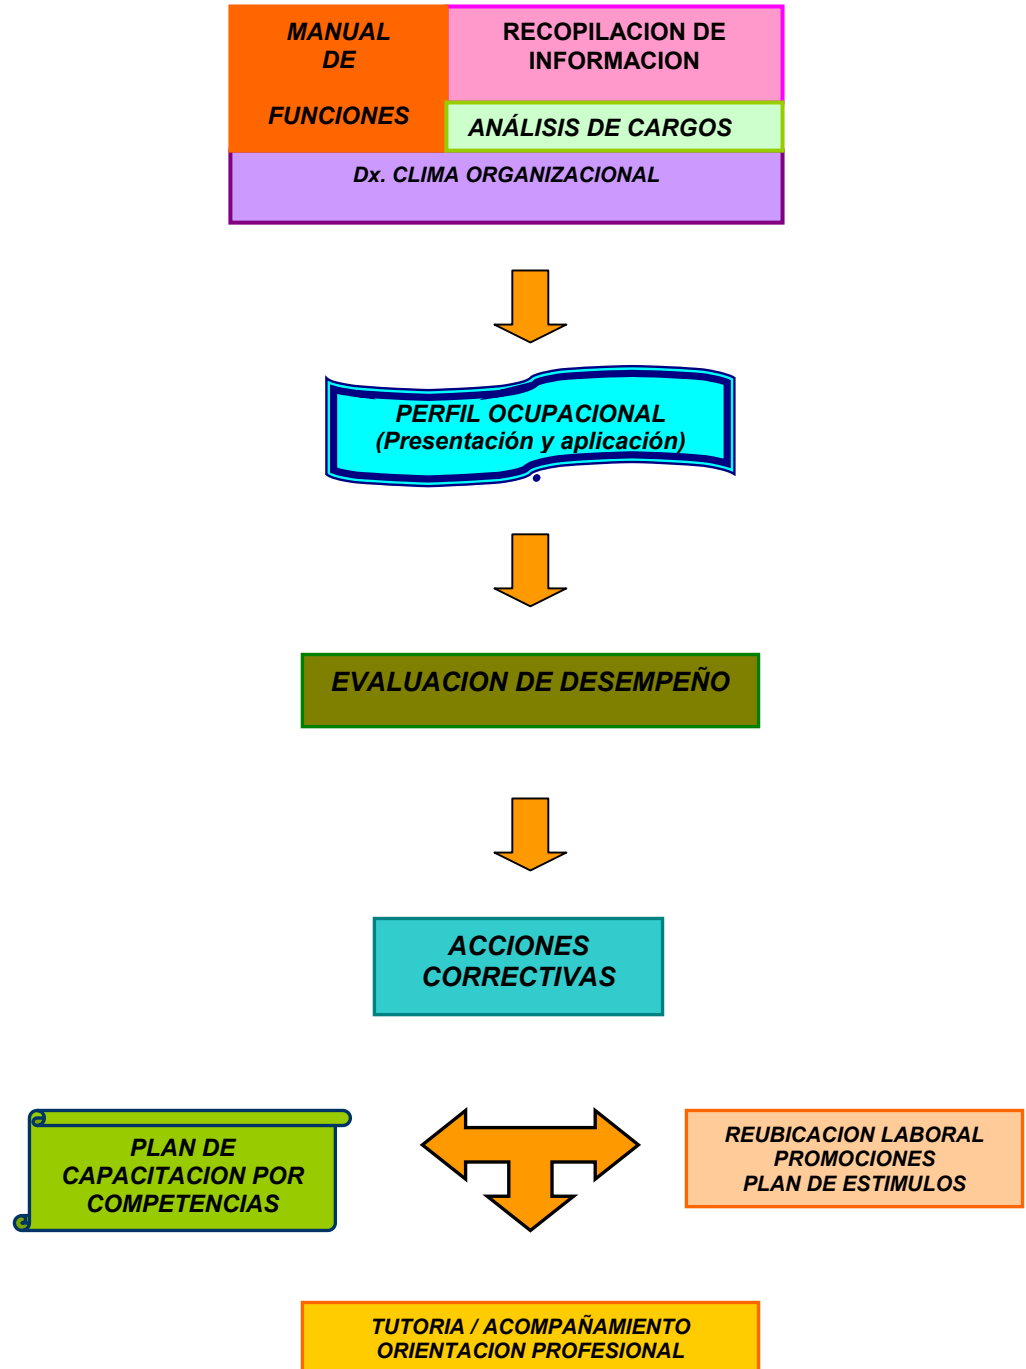 MANUAL
DE
FUNCIONES
RECOPILACION DE
INFORMACION
ANÁLISIS DE CARGOS
Dx. CLIMA ORGANIZACIONAL
PERFIL OCUPACIONAL
(Presentación y aplicación)
EVALUACION DE DESEMPEÑO
ACCIONES
CORRECTIVAS
PLAN DE
CAPACITACION POR
COMPETENCIAS
REUBICACION LABORAL
PROMOCIONES
PLAN DE ESTIMULOS
TUTORIA / ACOMPAÑAMIENTO
ORIENTACION PROFESIONAL